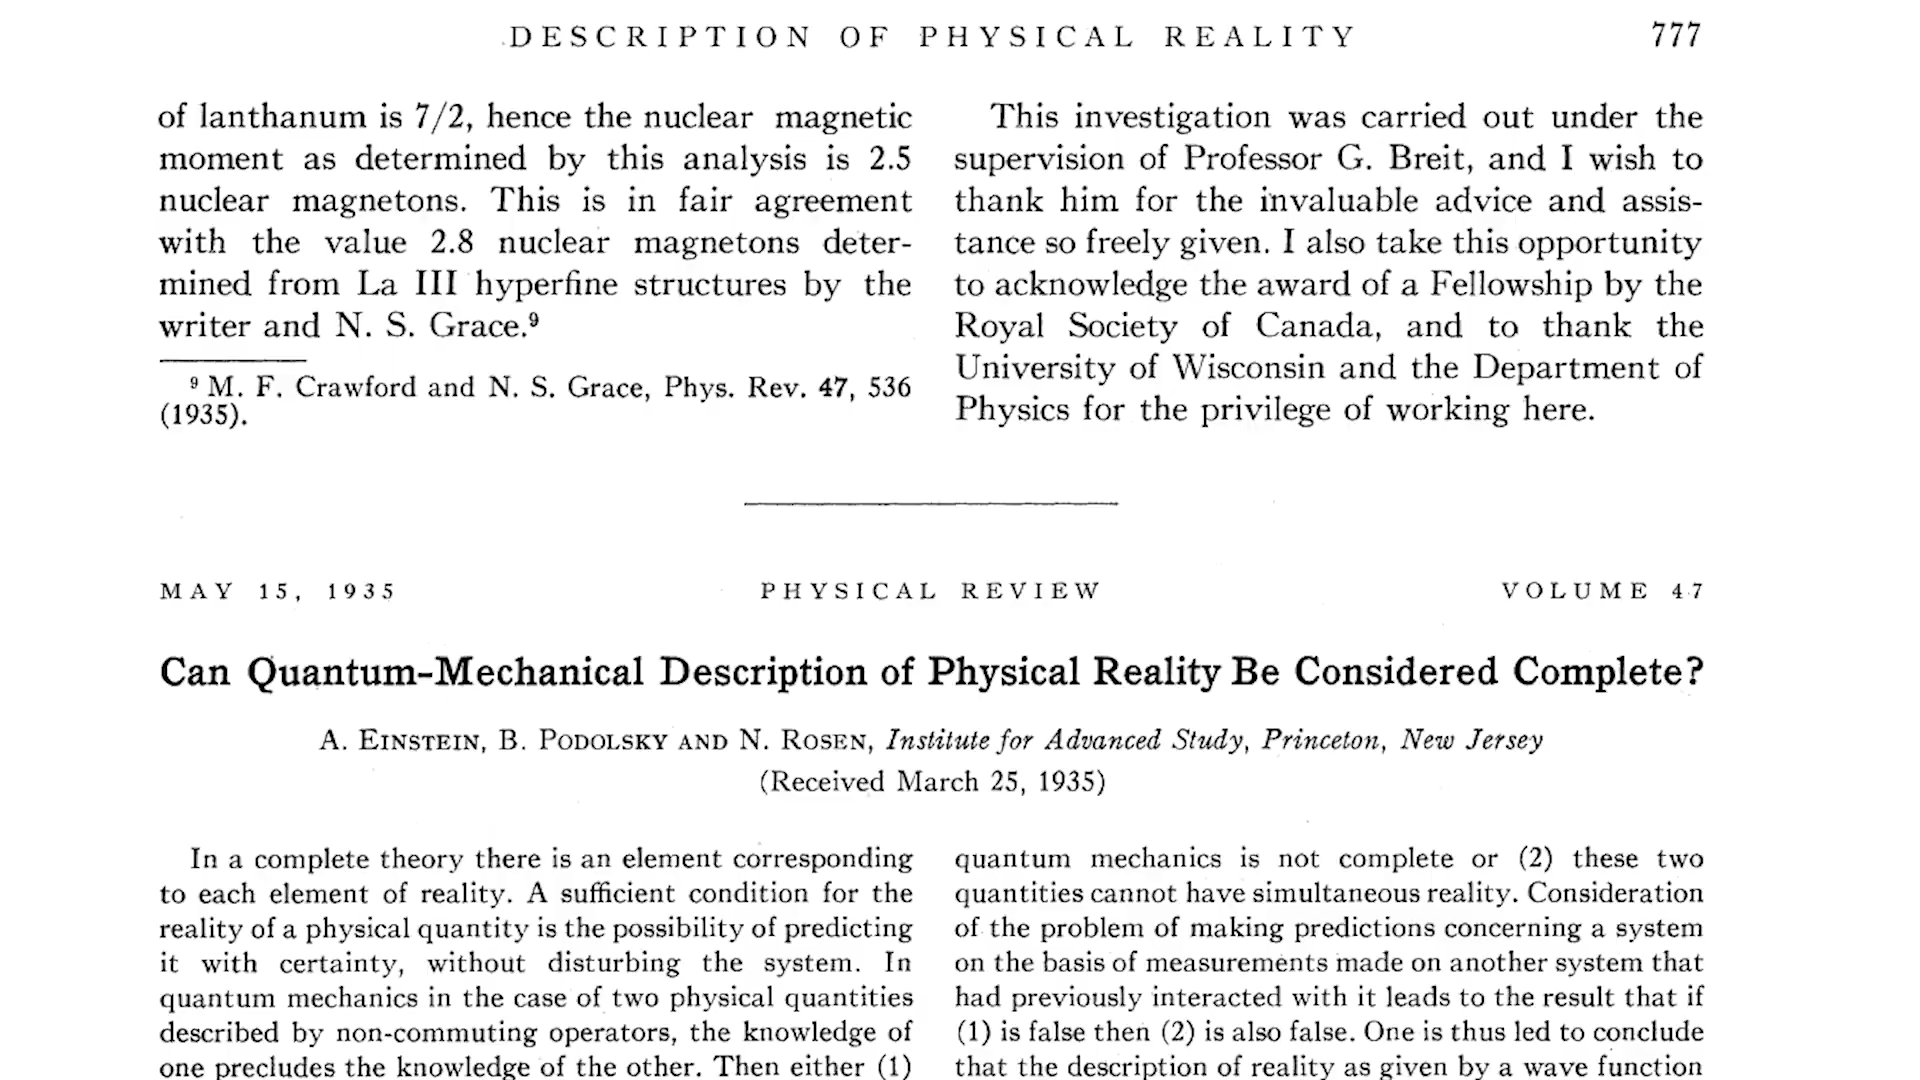 DESCRIPTION OF PHYSICAL REALITY 777
of lanthanum is 7/2, hence the nuclear magnetic
moment as determined by this analysis is 2.5
nuclear magnetons. This is in fair agreement
with the value 2.8 nuclear magnetons deter-
mined from La III hyperfine structures by the
writer and N. S. Grace.⁹
⁹ M. F. Crawford and N. S. Grace, Phys. Rev. 47, 536
(1935).
This investigation was carried out under the
supervision of Professor G. Breit, and I wish to
thank him for the invaluable advice and assis-
tance so freely given. I also take this opportunity
to acknowledge the award of a Fellowship by the
Royal Society of Canada, and to thank the
University of Wisconsin and the Department of
Physics for the privilege of working here.
MAY 15, 1935 PHYSICAL REVIEW VOLUME 47
Can Quantum-Mechanical Description of Physical Reality Be Considered Complete?
A. EINSTEIN, B. PODOLSKY AND N. ROSEN, Institute for Advanced Study, Princeton, New Jersey
(Received March 25, 1935)
In a complete theory there is an element corresponding
to each element of reality. A sufficient condition for the
reality of a physical quantity is the possibility of predicting
it with certainty, without disturbing the system. In
quantum mechanics in the case of two physical quantities
described by non-commuting operators, the knowledge of
one precludes the knowledge of the other. Then either (1)
quantum mechanics is not complete or (2) these two
quantities cannot have simultaneous reality. Consideration
of the problem of making predictions concerning a system
on the basis of measurements made on another system that
had previously interacted with it leads to the result that if
(1) is false then (2) is also false. One is thus led to conclude
that the description of reality as given by a wave function